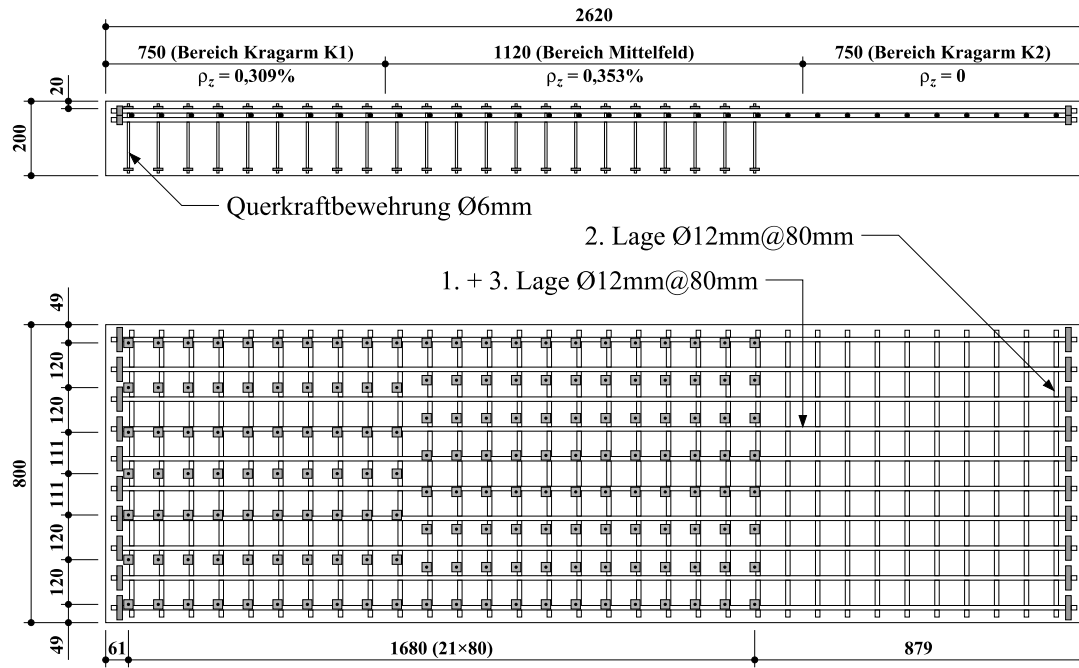 2620
750 (Bereich Kragarm K1)
1120 (Bereich Mittelfeld)
750 (Bereich Kragarm K2)
ρz = 0,309%
ρz = 0,353%
ρz = 0
20
200
Querkraftbewehrung Ø6mm
2. Lage Ø12mm@80mm
1. + 3. Lage Ø12mm@80mm
49
120
120
111
111
120
120
49
800
61
1680 (21×80)
879